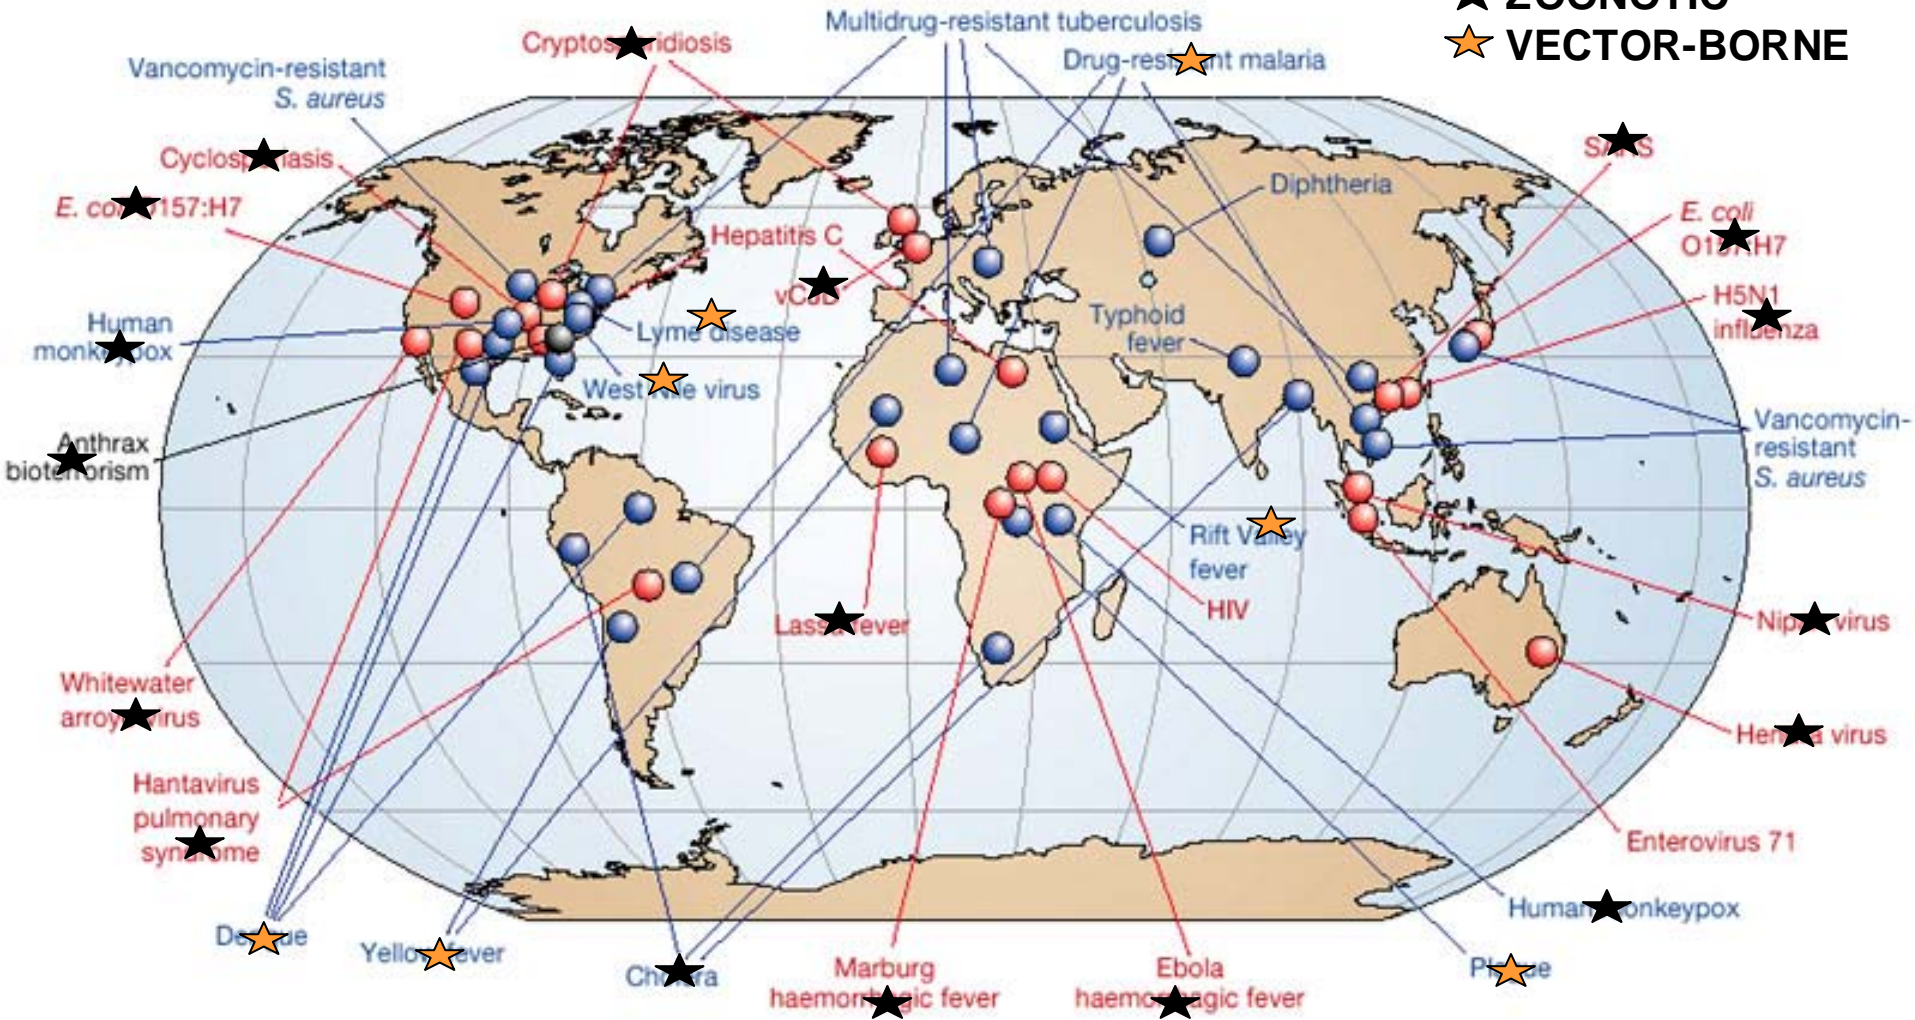 ZOONOTIC
VECTOR-BORNE
Multidrug-resistant tuberculosis
Cryptosporidiosis
Drug-resistant malaria
Vancomycin-resistant
S. aureus
Cyclosporiasis
SARS
E. coli O157:H7
Diphtheria
E. coli
O157:H7
Hepatitis C
vCJD
H5N1
influenza
Human
monkeypox
Lyme disease
Typhoid
fever
West Nile virus
Anthrax
bioterrorism
Vancomycin-
resistant
S. aureus
Rift Valley
fever
HIV
Lassa fever
Nipah virus
Whitewater
arroyo virus
Hendra virus
Hantavirus
pulmonary
syndrome
Enterovirus 71
Human monkeypox
Dengue
Yellow fever
Cholera
Marburg
haemorrhagic fever
Ebola
haemorrhagic fever
Plague